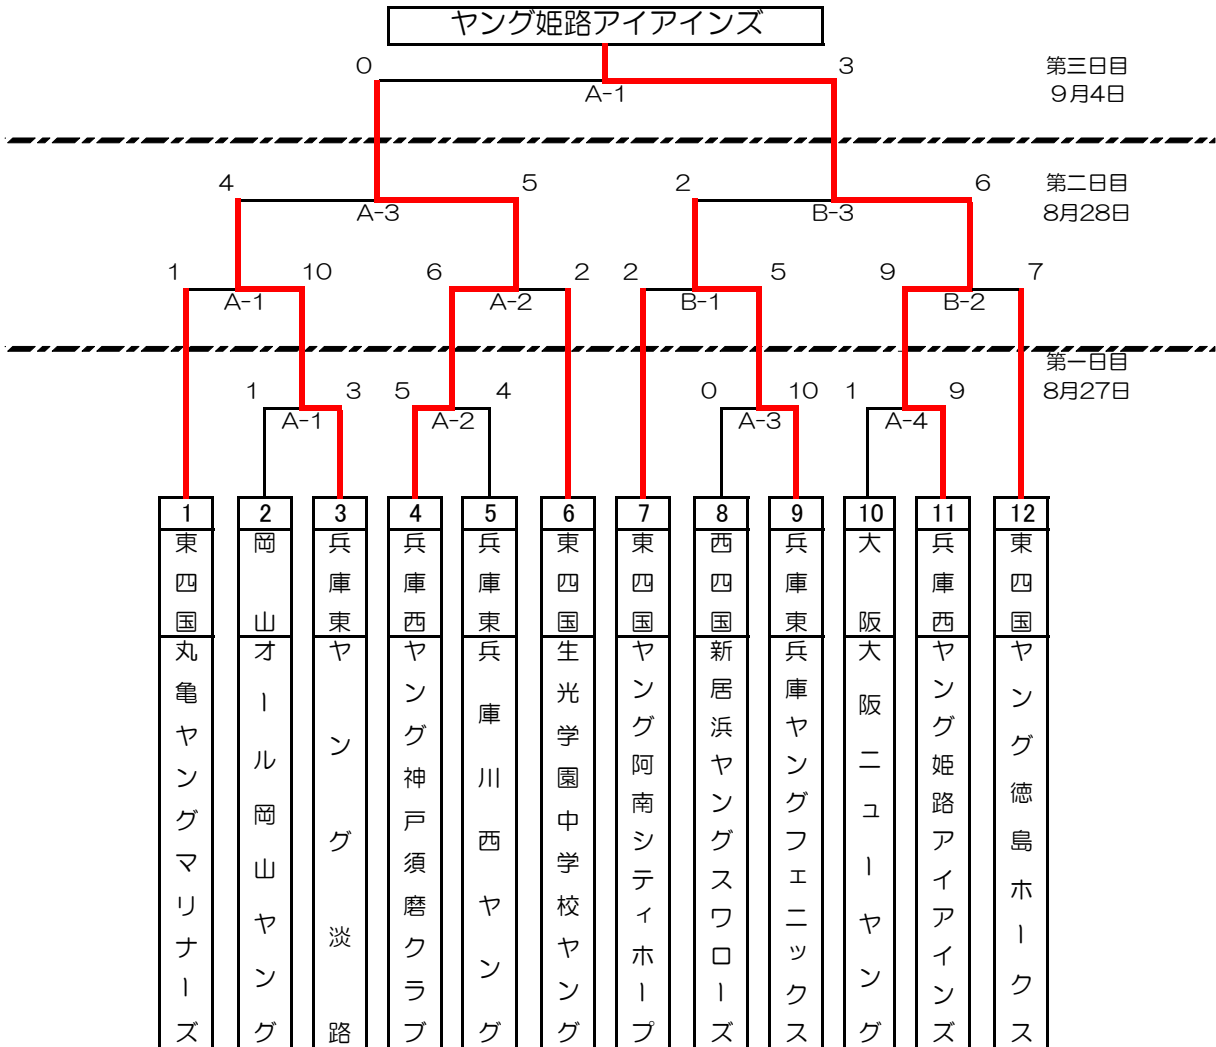 ヤング姫路アイアインズ
0
3
第三日目
A-1
9月4日
4
5
2
6
第二日目
A-3
B-3
8月28日
1
10
6
2
2
5
9
7
A-1
A-2
B-1
B-2
第一日目
1
3
5
4
0
10
1
9
8月27日
A-1
A-2
A-3
A-4
1
東四国
丸亀ヤングマリナーズ
2
岡山
オール岡山ヤング
3
兵庫東
ヤング淡路
4
兵庫西
ヤング神戸須磨クラブ
5
兵庫東
兵庫川西ヤング
6
東四国
生光学園中学校ヤング
7
東四国
ヤング阿南シティホープ
8
西四国
新居浜ヤングスワローズ
9
兵庫東
兵庫ヤングフェニックス
10
大阪
大阪ニューヤング
11
兵庫西
ヤング姫路アイアインズ
12
東四国
ヤング徳島ホークス